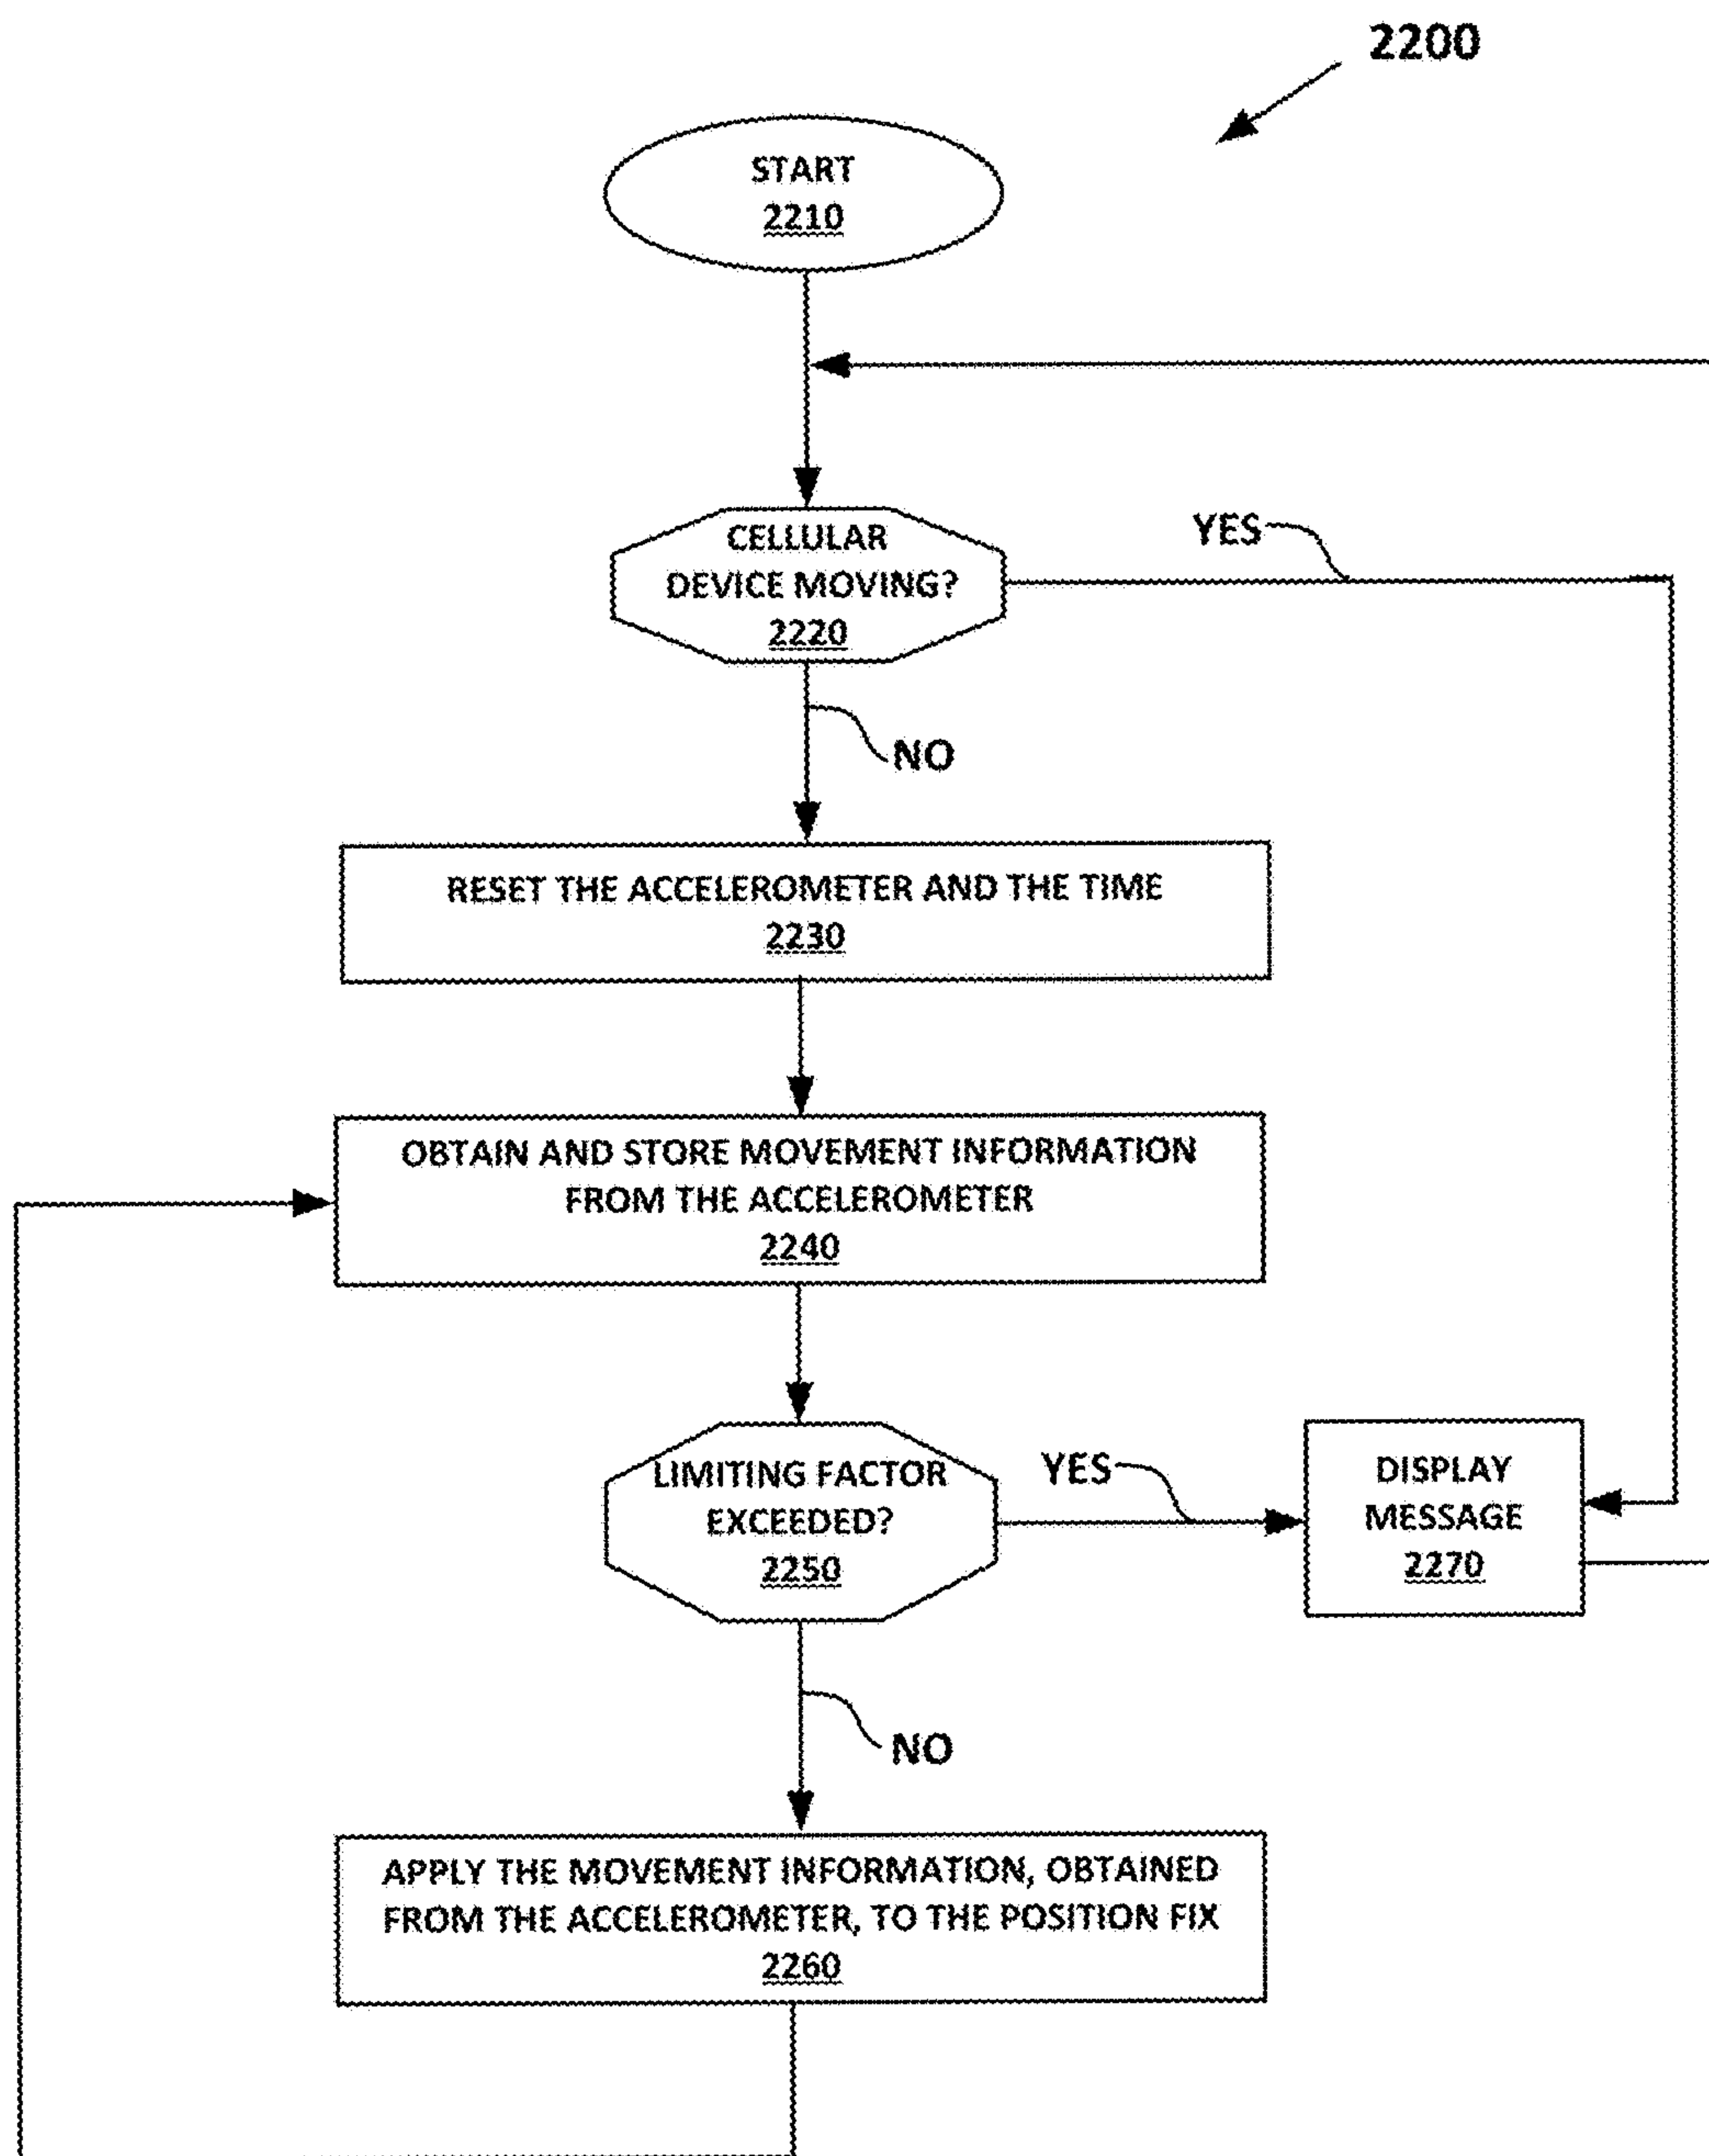 2200
START
2210
CELLULAR
DEVICE MOVING?
2220
YES
NO
RESET THE ACCELEROMETER AND THE TIME
2230
OBTAIN AND STORE MOVEMENT INFORMATION
FROM THE ACCELEROMETER
2240
LIMITING FACTOR
EXCEEDED?
2250
YES
DISPLAY
MESSAGE
2270
NO
APPLY THE MOVEMENT INFORMATION, OBTAINED
FROM THE ACCELEROMETER, TO THE POSITION FIX
2260